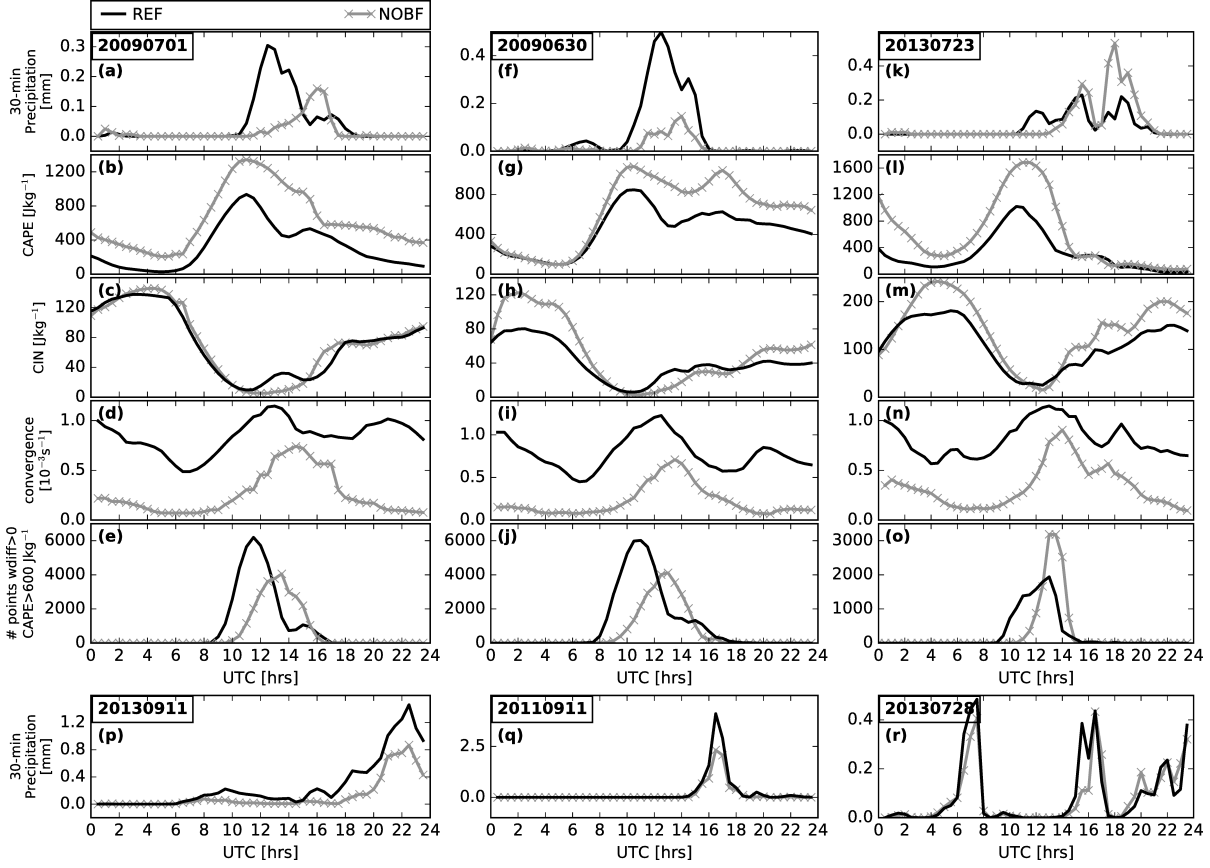 REF NOBF
20090701 20090630 20130723
(a) (f) (k)
30-min
Precipitation
[mm]
0.3
0.2
0.1
0.0
0.4
0.2
0.0
0.4
0.2
0.0
(b) (g) (l)
CAPE [Jkg⁻¹]
1200
800
400
0
800
400
0
1600
1200
800
400
0
(c) (h) (m)
CIN [Jkg⁻¹]
120
80
40
0
120
80
40
0
200
100
0
(d) (i) (n)
convergence
[10⁻³s⁻¹]
1.0
0.5
0.0
1.0
0.5
0.0
1.0
0.5
0.0
(e) (j) (o)
# points wdiff>0
CAPE>600 Jkg⁻¹
6000
4000
2000
0
6000
4000
2000
0
3000
2000
1000
0
0 2 4 6 8 10 12 14 16 18 20 22 24
0 2 4 6 8 10 12 14 16 18 20 22 24
0 2 4 6 8 10 12 14 16 18 20 22 24
UTC [hrs] UTC [hrs] UTC [hrs]
20130911 20110911 20130728
(p) (q) (r)
30-min
Precipitation
[mm]
1.2
0.8
0.4
0.0
2.5
0.0
0.4
0.2
0.0
0 2 4 6 8 10 12 14 16 18 20 22 24
0 2 4 6 8 10 12 14 16 18 20 22 24
0 2 4 6 8 10 12 14 16 18 20 22 24
UTC [hrs] UTC [hrs] UTC [hrs]